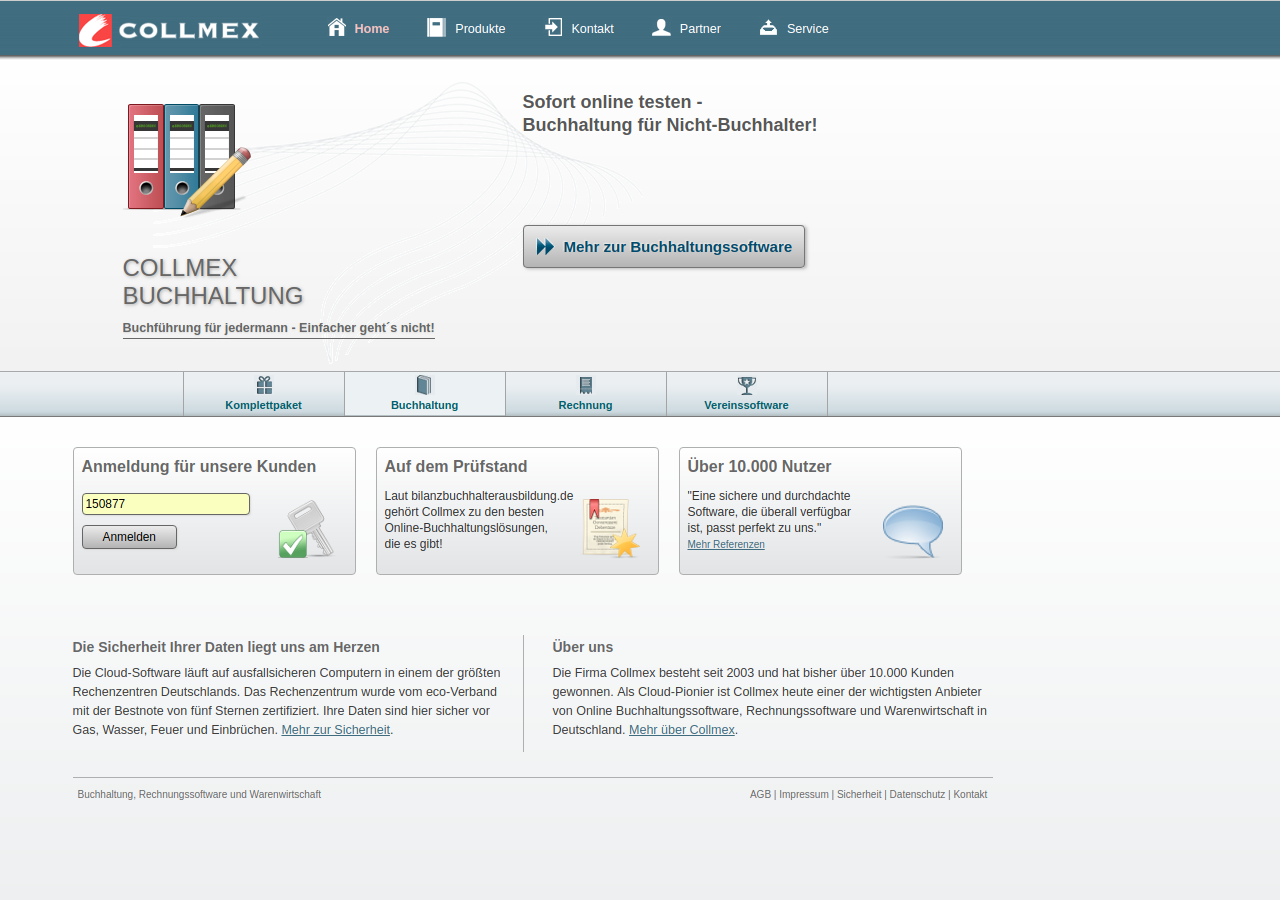 COLLMEX
Home
Produkte
Kontakt
Partner
Service
Sofort online testen -
Buchhaltung für Nicht-Buchhalter!
Mehr zur Buchhaltungssoftware
COLLMEX
BUCHHALTUNG
Buchführung für jedermann - Einfacher geht´s nicht!
Komplettpaket
Buchhaltung
Rechnung
Vereinssoftware
Anmeldung für unsere Kunden
150877
Anmelden
Auf dem Prüfstand
Laut bilanzbuchhalterausbildung.de
gehört Collmex zu den besten
Online-Buchhaltungslösungen,
die es gibt!
Über 10.000 Nutzer
"Eine sichere und durchdachte
Software, die überall verfügbar
ist, passt perfekt zu uns."
Mehr Referenzen
Die Sicherheit Ihrer Daten liegt uns am Herzen
Die Cloud-Software läuft auf ausfallsicheren Computern in einem der größten
Rechenzentren Deutschlands. Das Rechenzentrum wurde vom eco-Verband
mit der Bestnote von fünf Sternen zertifiziert. Ihre Daten sind hier sicher vor
Gas, Wasser, Feuer und Einbrüchen. Mehr zur Sicherheit.
Über uns
Die Firma Collmex besteht seit 2003 und hat bisher über 10.000 Kunden
gewonnen. Als Cloud-Pionier ist Collmex heute einer der wichtigsten Anbieter
von Online Buchhaltungssoftware, Rechnungssoftware und Warenwirtschaft in
Deutschland. Mehr über Collmex.
Buchhaltung, Rechnungssoftware und Warenwirtschaft
AGB | Impressum | Sicherheit | Datenschutz | Kontakt